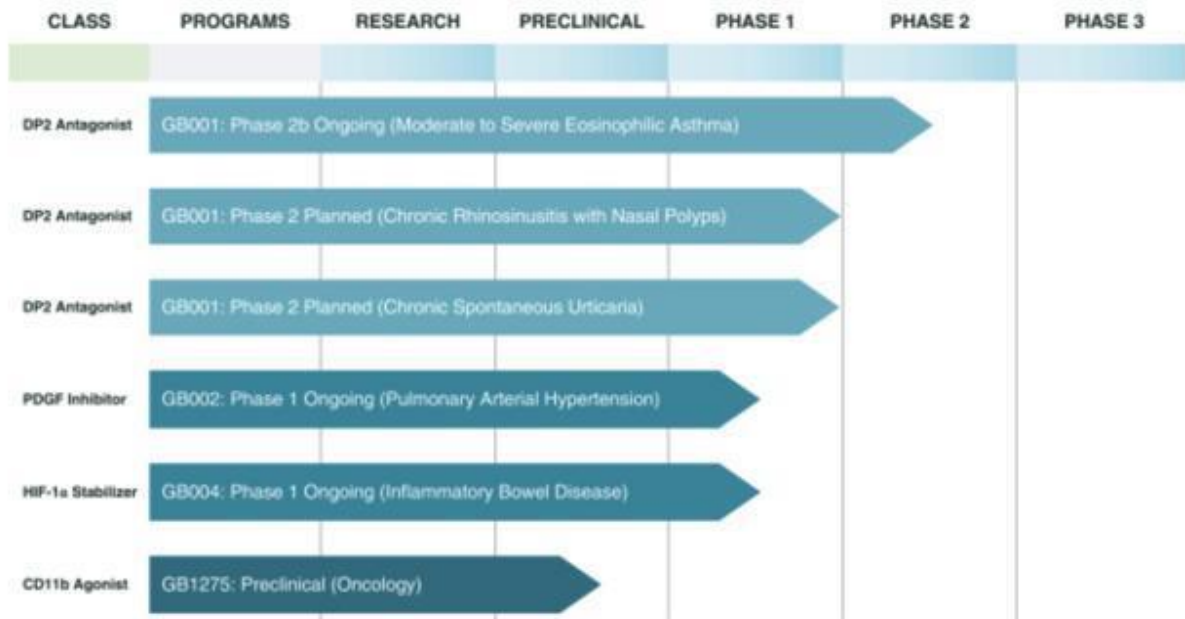 CLASS PROGRAMS RESEARCH PRECLINICAL PHASE 1 PHASE 2 PHASE 3
DP2 Antagonist GB001: Phase 2b Ongoing (Moderate to Severe Eosinophilic Asthma)
DP2 Antagonist GB001: Phase 2 Planned (Chronic Rhinosinusitis with Nasal Polyps)
DP2 Antagonist GB001: Phase 2 Planned (Chronic Spontaneous Urticaria)
PDGF Inhibitor GB002: Phase 1 Ongoing (Pulmonary Arterial Hypertension)
HIF-1α Stabilizer GB004: Phase 1 Ongoing (Inflammatory Bowel Disease)
CD11b Agonist GB1275: Preclinical (Oncology)